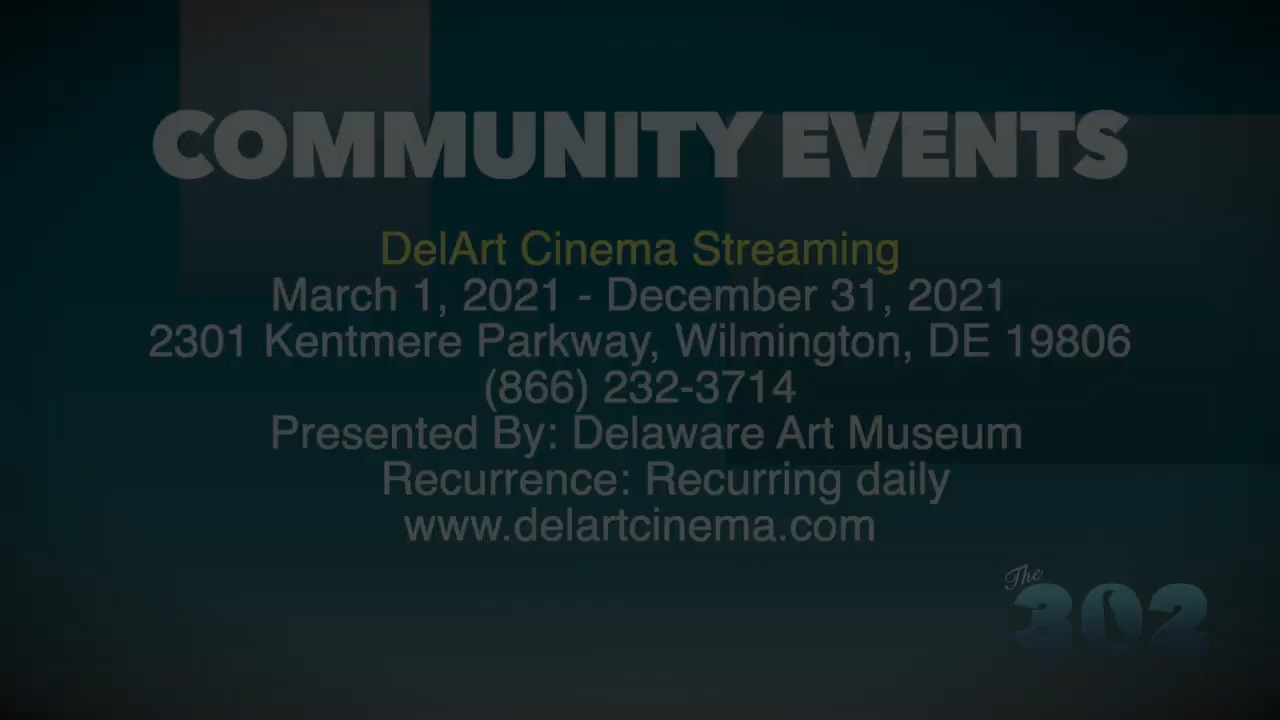 COMMUNITY EVENTS
DelArt Cinema Streaming
March 1, 2021 - December 31, 2021
2301 Kentmere Parkway, Wilmington, DE 19806
(866) 232-3714
Presented By: Delaware Art Museum
Recurrence: Recurring daily
www.delartcinema.com
The
302